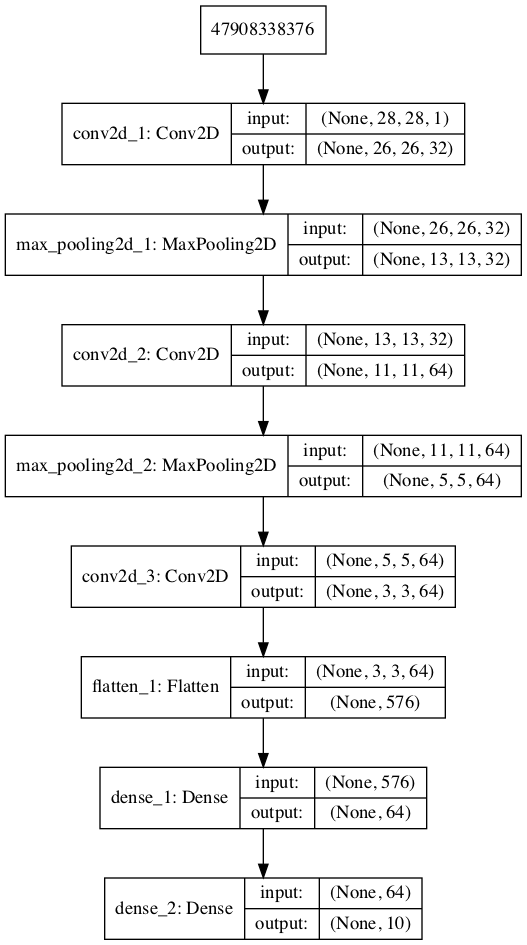 47908338376
conv2d_1: Conv2D
input: (None, 28, 28, 1)
output: (None, 26, 26, 32)
max_pooling2d_1: MaxPooling2D
input: (None, 26, 26, 32)
output: (None, 13, 13, 32)
conv2d_2: Conv2D
input: (None, 13, 13, 32)
output: (None, 11, 11, 64)
max_pooling2d_2: MaxPooling2D
input: (None, 11, 11, 64)
output: (None, 5, 5, 64)
conv2d_3: Conv2D
input: (None, 5, 5, 64)
output: (None, 3, 3, 64)
flatten_1: Flatten
input: (None, 3, 3, 64)
output: (None, 576)
dense_1: Dense
input: (None, 576)
output: (None, 64)
dense_2: Dense
input: (None, 64)
output: (None, 10)